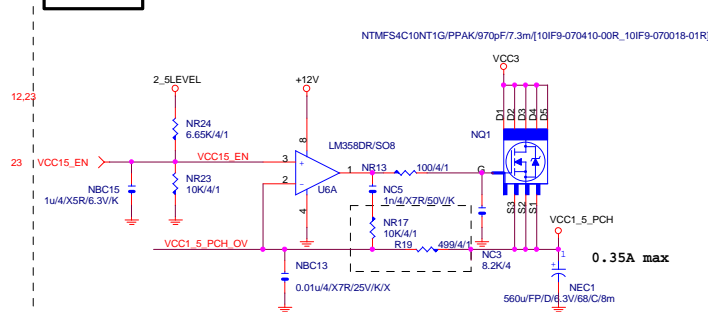 NTMFS4C10NT1G/PPAK/970pF/7.3m/[10IF9-070410-00R_10IF9-070018-01R]
VCC3
2_5LEVEL
+12V
12,23
D1
D2
D3
D4
D5
NR24
6.65K/4/1
NQ1
LM358DR/SO8
8
23
VCC15_EN
VCC15_EN
3
+
1
NR13
100/4/1
G
2
-
U6A
NBC15
1u/4/X5R/6.3V/K
NR23
10K/4/1
NC5
1n/4/X7R/50V/K
4
S3
S2
S1
NR17
10K/4/1
VCC1_5_PCH
VCC1_5_PCH_OV
R19
499/4/1
NC3
8.2K/4
0.35A max
1
+
NBC13
0.01u/4/X7R/25V/K/X
NEC1
560u/FP/D/6.3V/68/C/8m